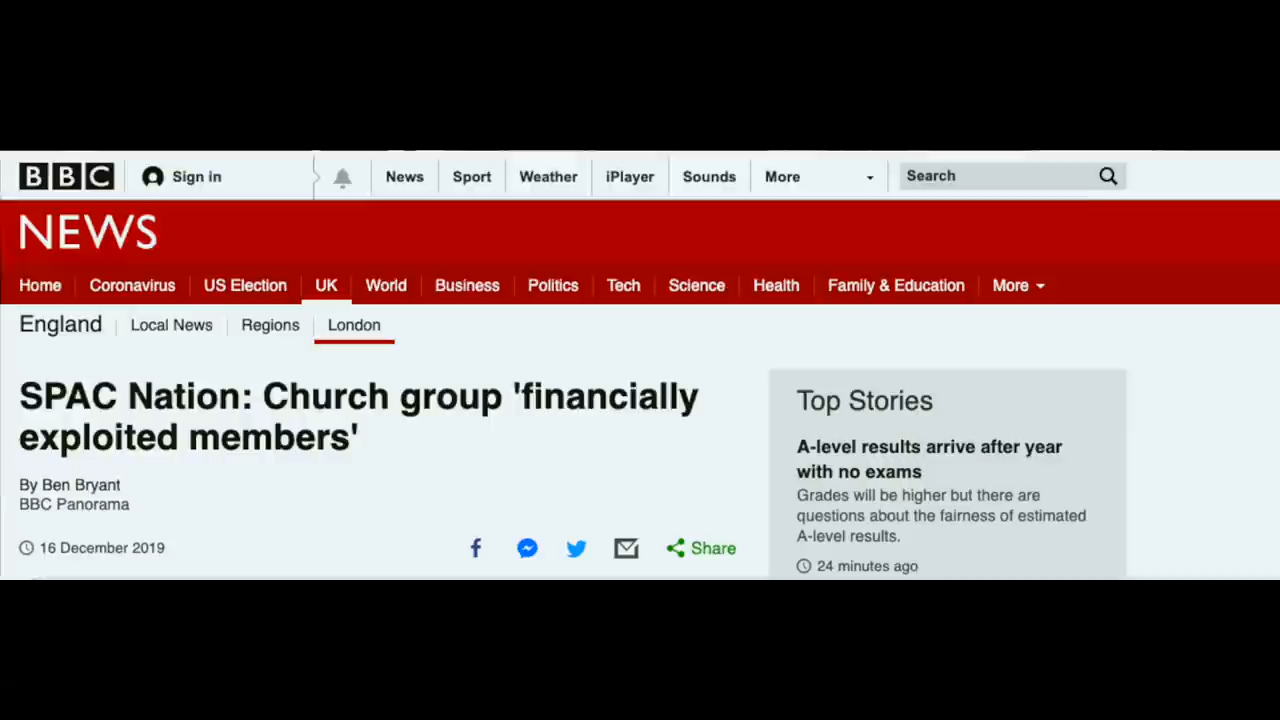 BBC Sign in News Sport Weather iPlayer Sounds More Search
NEWS
Home Coronavirus US Election UK World Business Politics Tech Science Health Family & Education More
England Local News Regions London
SPAC Nation: Church group 'financially
exploited members'
By Ben Bryant
BBC Panorama
16 December 2019
Share
Top Stories
A-level results arrive after year
with no exams
Grades will be higher but there are
questions about the fairness of estimated
A-level results.
24 minutes ago